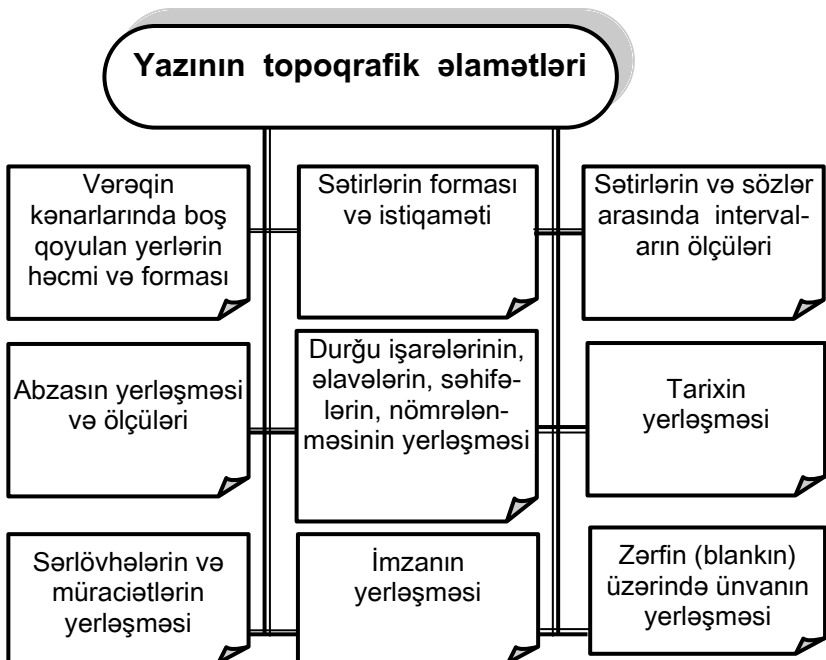 Yazının topoqrafik əlamətləri
Vərəqin
kənarlarında boş
qoyulan yerlərin
həcmi və forması
Sətirlərin forması
və istiqaməti
Sətirlərin və sözlər
arasında interval-
arın ölçüləri
Abzasın yerləşməsi
və ölçüləri
Durğu işarələrinin,
əlavələrin, səhifə-
lərin, nömrələn-
məsinin yerləşməsi
Tarixin
yerləşməsi
Sərlövhələrin və
müraciətlərin
yerləşməsi
İmzanın
yerləşməsi
Zərfin (blankın)
üzərində ünvanın
yerləşməsi